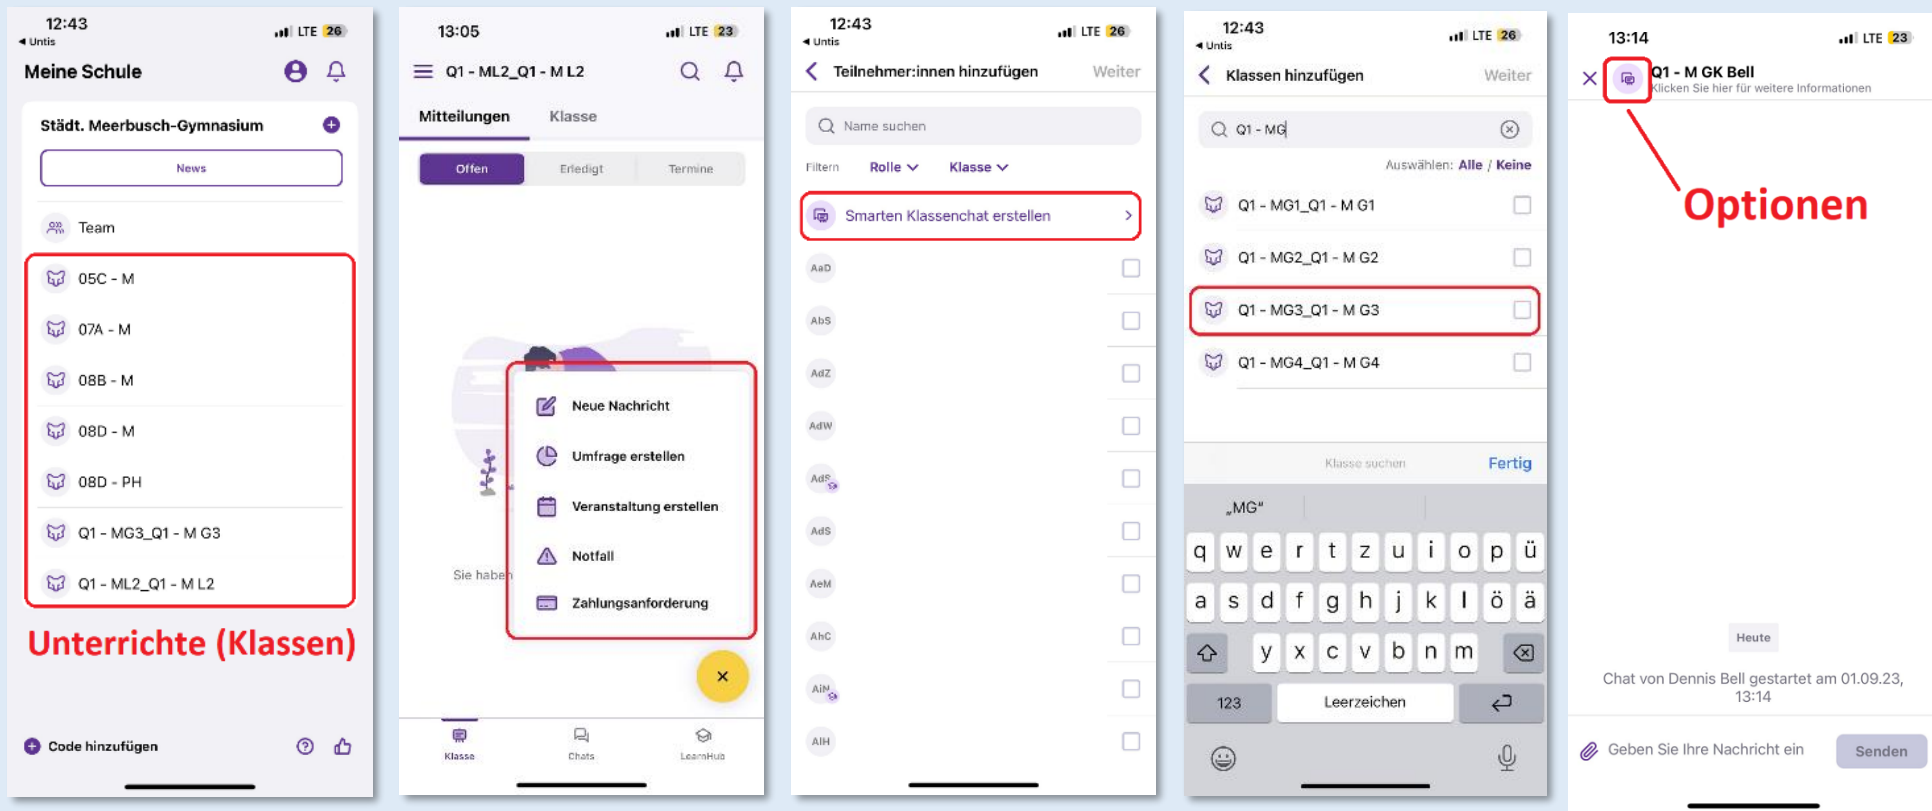 12:43
LTE 26
◂ Untis
Meine Schule
Städt. Meerbusch-Gymnasium
News
Team
05C - M
07A - M
08B - M
08D - M
08D - PH
Q1 - MG3_Q1 - M G3
Q1 - ML2_Q1 - M L2
Unterrichte (Klassen)
Code hinzufügen
13:05
LTE 23
Q1 - ML2_Q1 - M L2
Mitteilungen Klasse
Offen Erledigt Termine
Sie haben
Neue Nachricht
Umfrage erstellen
Veranstaltung erstellen
Notfall
Zahlungsanforderung
Klasse Chats LearnHub
12:43
LTE 26
◂ Untis
Teilnehmer:innen hinzufügen Weiter
Name suchen
Filtern Rolle Klasse
Smarten Klassenchat erstellen
AaD
AbS
AdZ
AdW
AdS
AdS
AeM
AhC
AiN
AlH
12:43
LTE 26
◂ Untis
Klassen hinzufügen Weiter
Q1 - MG
Auswählen: Alle / Keine
Q1 - MG1_Q1 - M G1
Q1 - MG2_Q1 - M G2
Q1 - MG3_Q1 - M G3
Q1 - MG4_Q1 - M G4
Klasse suchen Fertig
„MG“
q w e r t z u i o p ü
a s d f g h j k l ö ä
y x c v b n m
123 Leerzeichen
13:14
LTE 23
Q1 - M GK Bell
Klicken Sie hier für weitere Informationen
Optionen
Heute
Chat von Dennis Bell gestartet am 01.09.23,
13:14
Geben Sie Ihre Nachricht ein Senden